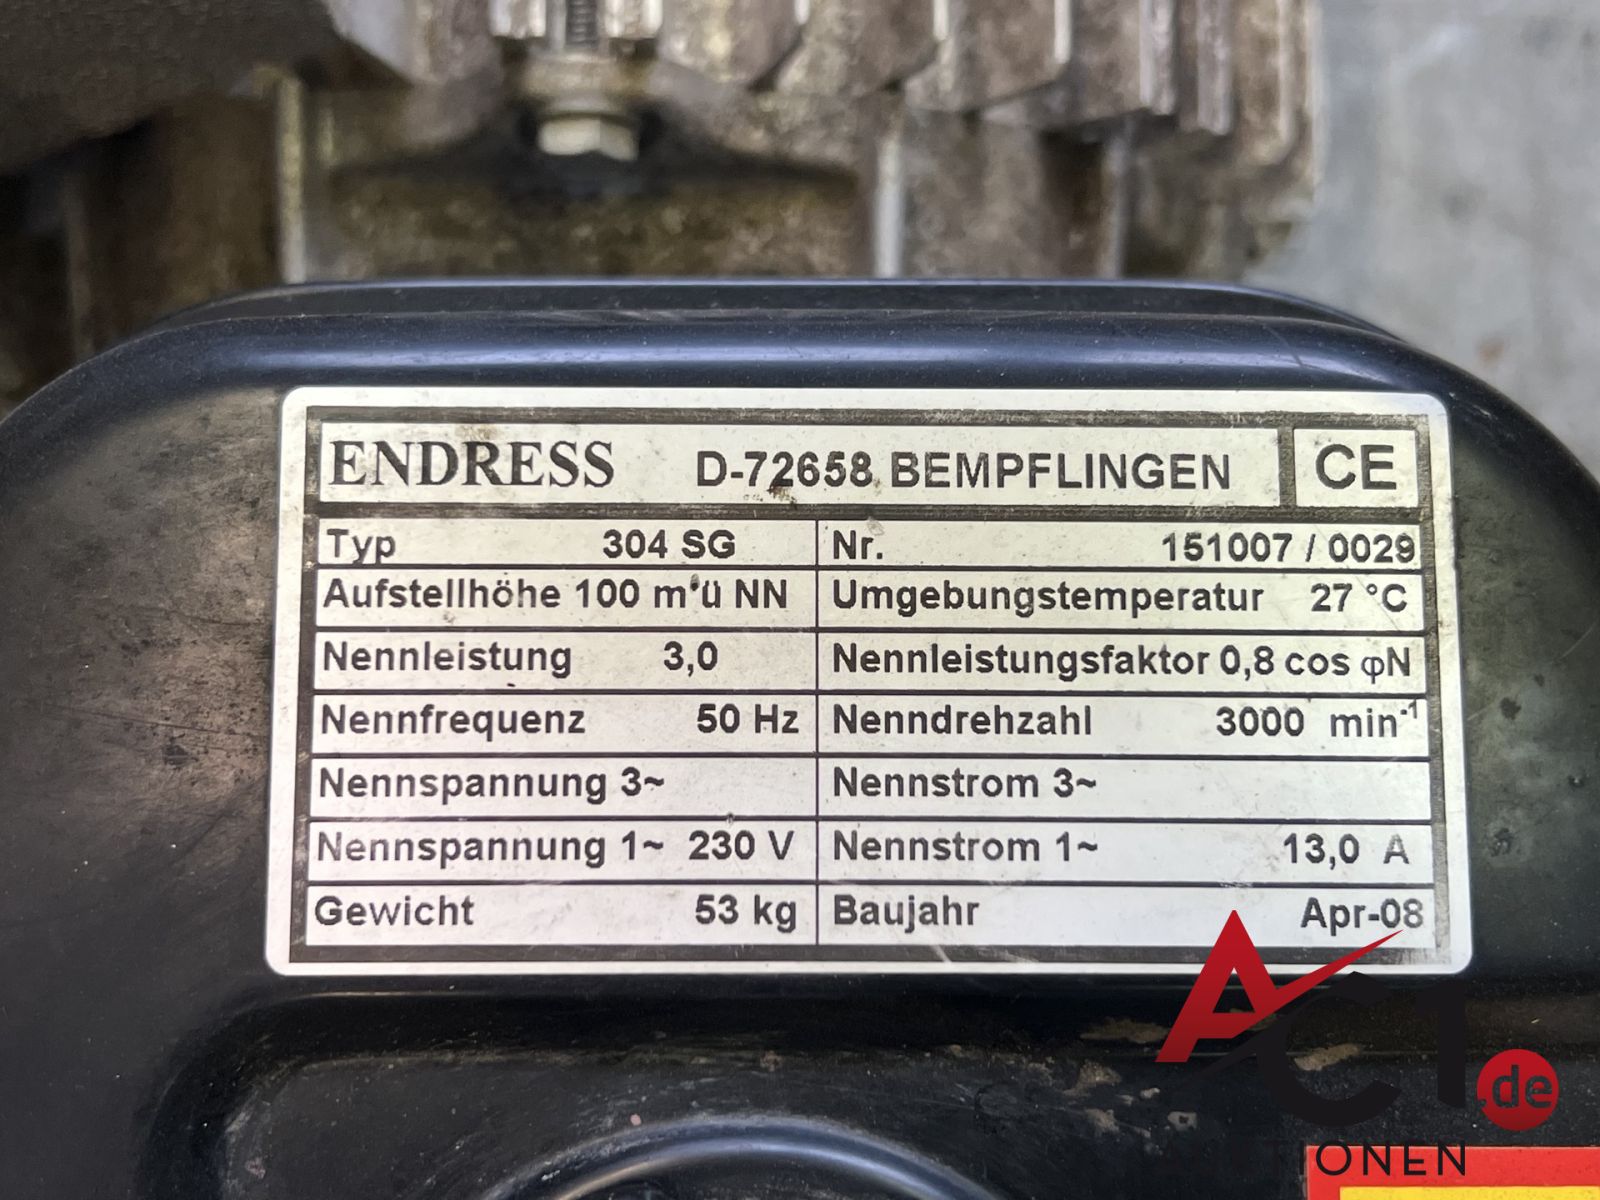 ENDRESS D-72658 BEMPFLINGEN CE
Typ 304 SG Nr. 151007 / 0029
Aufstellhöhe 100 m ü NN Umgebungstemperatur 27 °C
Nennleistung 3,0 Nennleistungsfaktor 0,8 cos φN
Nennfrequenz 50 Hz Nenndrehzahl 3000 min⁻¹
Nennspannung 3~ Nennstrom 3~
Nennspannung 1~ 230 V Nennstrom 1~ 13,0 A
Gewicht 53 kg Baujahr Apr-08
AC1.de
AUKTIONEN